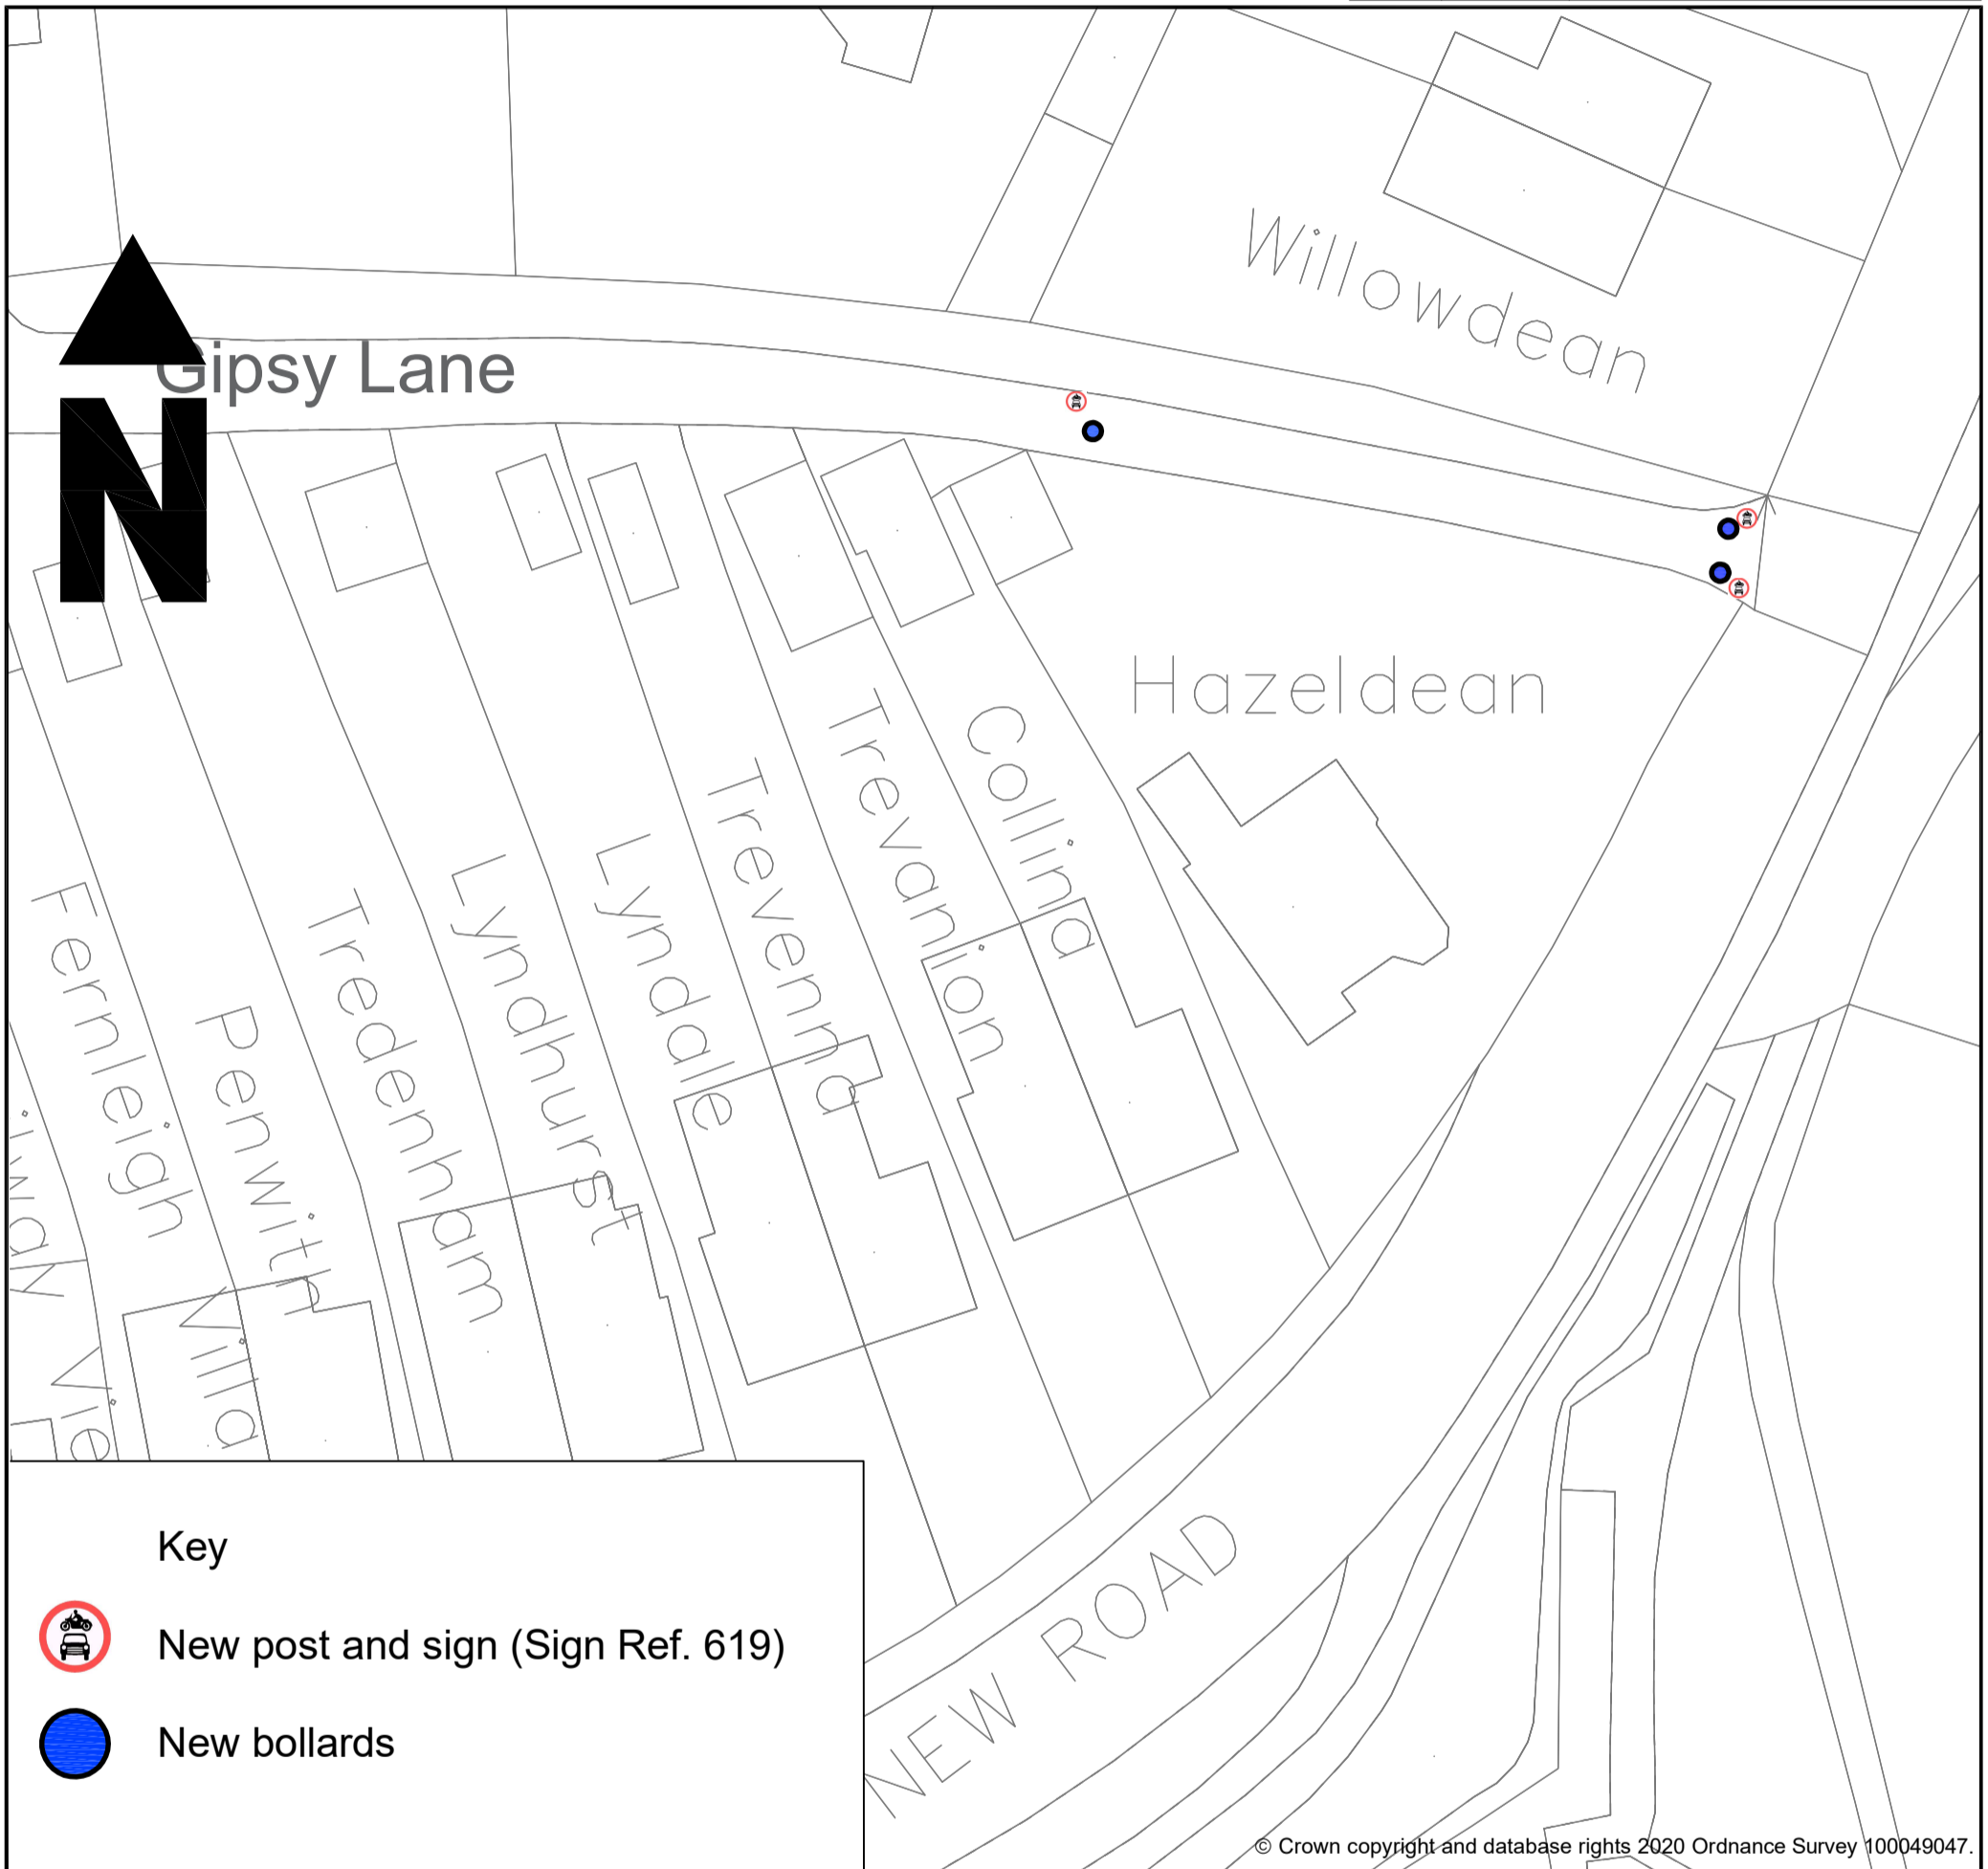 Willowdean
Gipsy Lane
N
Hazeldean
Collina
Trevanion
Trevenna
Lyndale
Lyndhurst
Tredenham
Penwith
Villa
Fernleigh
NEW ROAD
Key
New post and sign (Sign Ref. 619)
New bollards
© Crown copyright and database rights 2020 Ordnance Survey 100049047.